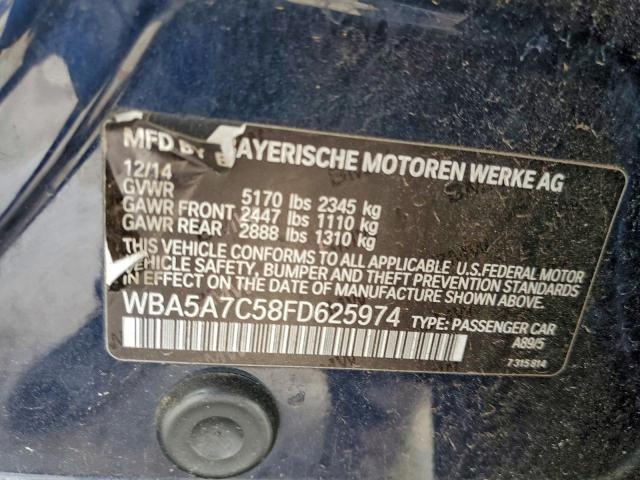 MFD BY BAYERISCHE MOTOREN WERKE AG
12/14
GVWR 5170 lbs 2345 kg
GAWR FRONT 2447 lbs 1110 kg
GAWR REAR 2888 lbs 1310 kg
THIS VEHICLE CONFORMS TO ALL APPLICABLE U.S. FEDERAL MOTOR
VEHICLE SAFETY, BUMPER AND THEFT PREVENTION STANDARDS
IN EFFECT ON THE DATE OF MANUFACTURE SHOWN ABOVE.
WBA5A7C58FD625974 TYPE: PASSENGER CAR
A89/5
7 315 814